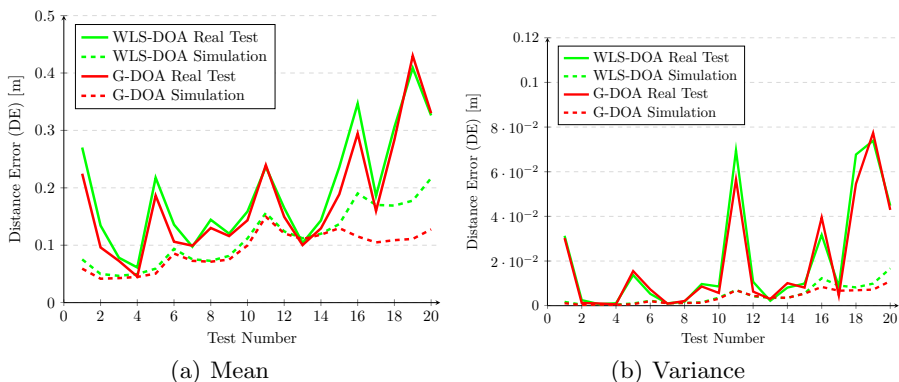 0.5
0.4
0.3
0.2
0.1
0
0 2 4 6 8 10 12 14 16 18 20
Distance Error (DE) [m]
Test Number
WLS-DOA Real Test
WLS-DOA Simulation
G-DOA Real Test
G-DOA Simulation
(a) Mean
0.12
0.1
8 · 10⁻²
6 · 10⁻²
4 · 10⁻²
2 · 10⁻²
0
0 2 4 6 8 10 12 14 16 18 20
Distance Error (DE) [m]
Test Number
WLS-DOA Real Test
WLS-DOA Simulation
G-DOA Real Test
G-DOA Simulation
(b) Variance